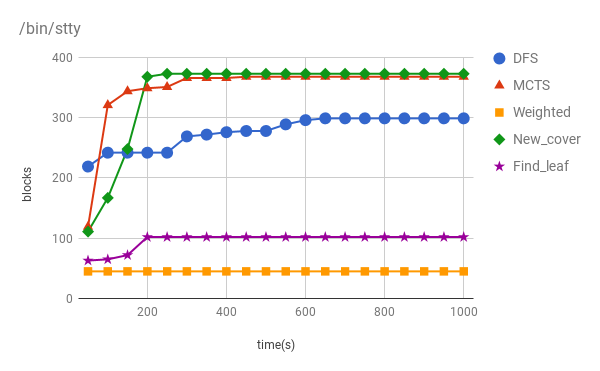 /bin/stty
400
300
200
100
0
blocks
200
400
600
800
1000
time(s)
DFS
MCTS
Weighted
New_cover
Find_leaf